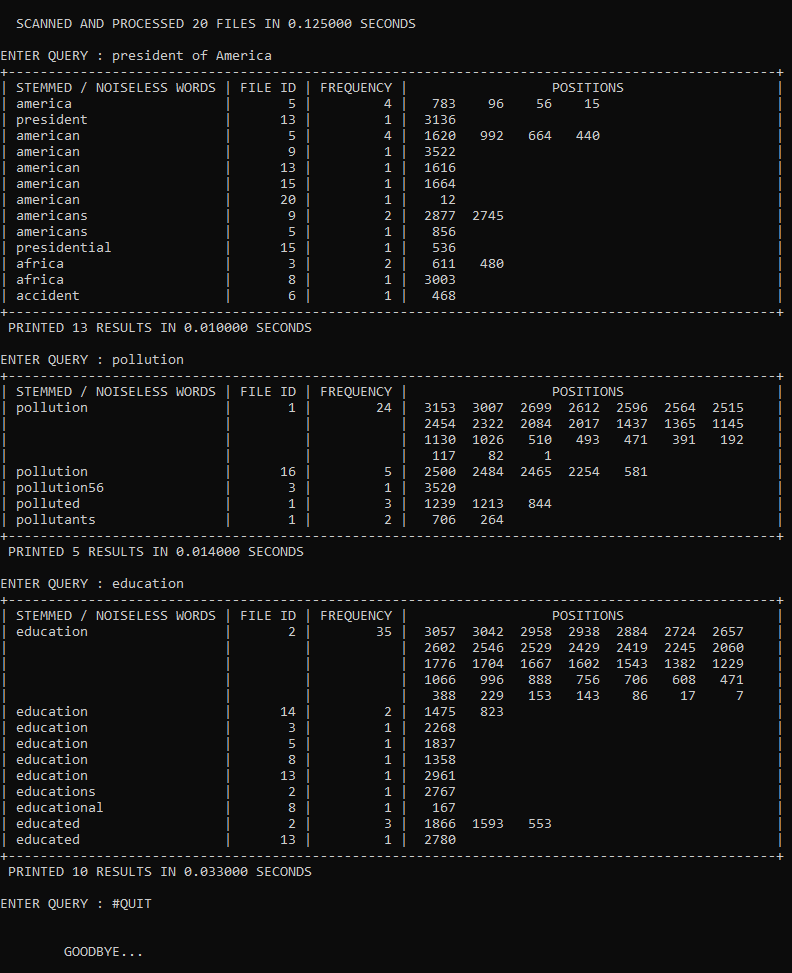 SCANNED AND PROCESSED 20 FILES IN 0.125000 SECONDS

ENTER QUERY : president of America
+------------------------------------------------------------------------------------------------+
| STEMMED / NOISELESS WORDS | FILE ID | FREQUENCY |                  POSITIONS                   |
| america                   |       5 |         4 |   783    96    56    15                      |
| president                 |      13 |         1 |  3136                                        |
| american                  |       5 |         4 |  1620   992   664   440                      |
| american                  |       9 |         1 |  3522                                        |
| american                  |      13 |         1 |  1616                                        |
| american                  |      15 |         1 |  1664                                        |
| american                  |      20 |         1 |    12                                        |
| americans                 |       9 |         2 |  2877  2745                                  |
| americans                 |       5 |         1 |   856                                        |
| presidential              |      15 |         1 |   536                                        |
| africa                    |       3 |         2 |   611   480                                  |
| africa                    |       8 |         1 |  3003                                        |
| accident                  |       6 |         1 |   468                                        |
+------------------------------------------------------------------------------------------------+
 PRINTED 13 RESULTS IN 0.010000 SECONDS

ENTER QUERY : pollution
+------------------------------------------------------------------------------------------------+
| STEMMED / NOISELESS WORDS | FILE ID | FREQUENCY |                  POSITIONS                   |
| pollution                 |       1 |        24 |  3153  3007  2699  2612  2596  2564  2515    |
|                           |         |           |  2454  2322  2084  2017  1437  1365  1145    |
|                           |         |           |  1130  1026   510   493   471   391   192    |
|                           |         |           |   117    82     1                            |
| pollution                 |      16 |         5 |  2500  2484  2465  2254   581                |
| pollution56               |       3 |         1 |  3520                                        |
| polluted                  |       1 |         3 |  1239  1213   844                            |
| pollutants                |       1 |         2 |   706   264                                  |
+------------------------------------------------------------------------------------------------+
 PRINTED 5 RESULTS IN 0.014000 SECONDS

ENTER QUERY : education
+------------------------------------------------------------------------------------------------+
| STEMMED / NOISELESS WORDS | FILE ID | FREQUENCY |                  POSITIONS                   |
| education                 |       2 |        35 |  3057  3042  2958  2938  2884  2724  2657    |
|                           |         |           |  2602  2546  2529  2429  2419  2245  2060    |
|                           |         |           |  1776  1704  1667  1602  1543  1382  1229    |
|                           |         |           |  1066   996   888   756   706   608   471    |
|                           |         |           |   388   229   153   143    86    17     7    |
| education                 |      14 |         2 |  1475   823                                  |
| education                 |       3 |         1 |  2268                                        |
| education                 |       5 |         1 |  1837                                        |
| education                 |       8 |         1 |  1358                                        |
| education                 |      13 |         1 |  2961                                        |
| educations                |       2 |         1 |  2767                                        |
| educational               |       8 |         1 |   167                                        |
| educated                  |       2 |         3 |  1866  1593   553                            |
| educated                  |      13 |         1 |  2780                                        |
+------------------------------------------------------------------------------------------------+
 PRINTED 10 RESULTS IN 0.033000 SECONDS

ENTER QUERY : #QUIT

        GOODBYE...